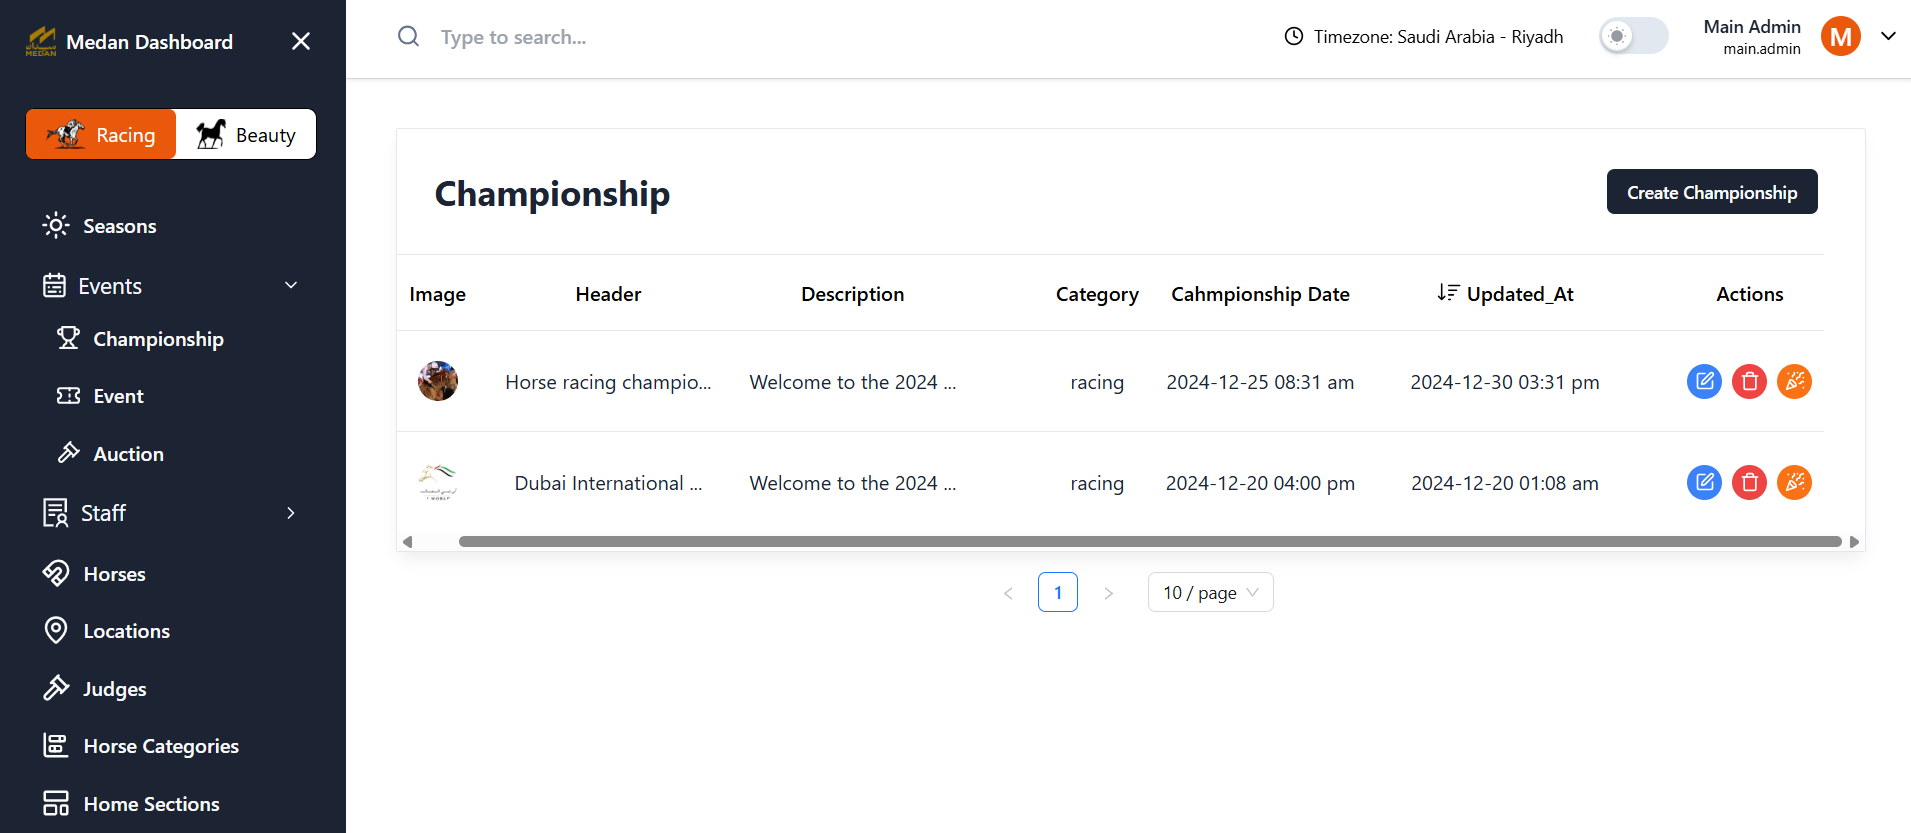 MEDAN
Medan Dashboard
Type to search...
Timezone: Saudi Arabia - Riyadh
Main Admin
main.admin
M
Racing
Beauty
Seasons
Events
Championship
Event
Auction
Staff
Horses
Locations
Judges
Horse Categories
Home Sections
Championship
Create Championship
Image Header Description Category Cahmpionship Date Updated_At Actions
Horse racing champio... Welcome to the 2024 ... racing 2024-12-25 08:31 am 2024-12-30 03:31 pm
Dubai International ... Welcome to the 2024 ... racing 2024-12-20 04:00 pm 2024-12-20 01:08 am
< 1 > 10 / page